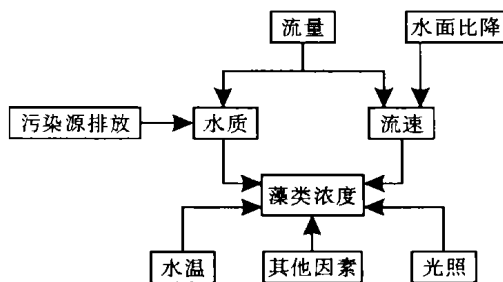 流量
水面比降
污染源排放
水质
流速
藻类浓度
水温
其他因素
光照